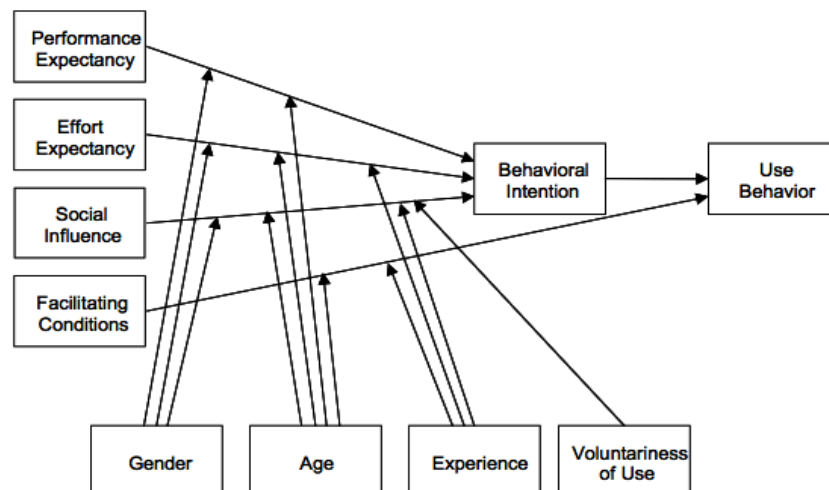 Performance
Expectancy
Effort
Expectancy
Social
Influence
Facilitating
Conditions
Behavioral
Intention
Use
Behavior
Gender
Age
Experience
Voluntariness
of Use